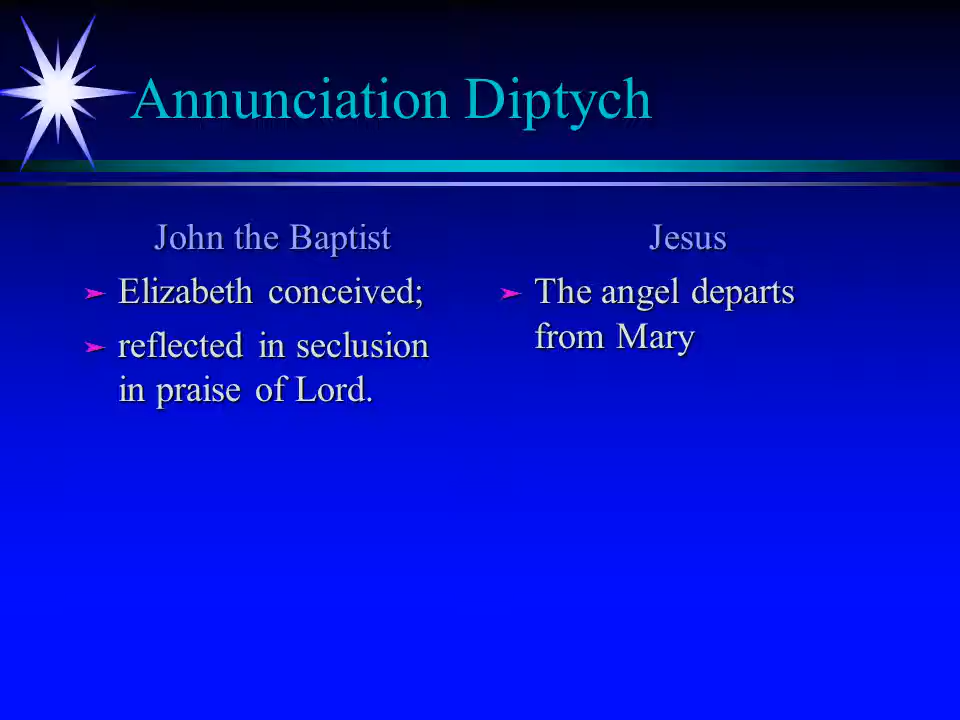 Annunciation Diptych
John the Baptist
➤ Elizabeth conceived;
➤ reflected in seclusion
in praise of Lord.
Jesus
➤ The angel departs
from Mary